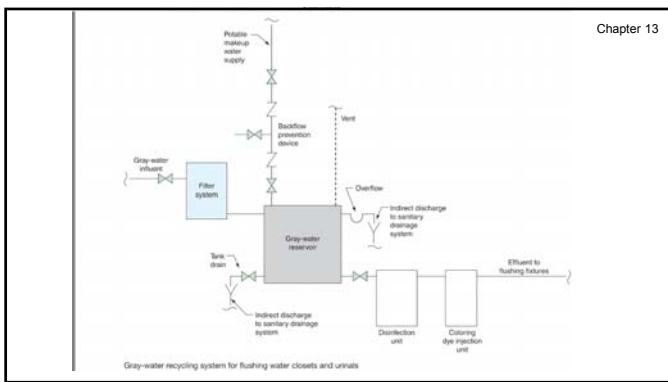 Chapter 13
Potable
makeup
water
supply
Vent
Backflow
prevention
device
Gray-water
influent
Filter
system
Overflow
Indirect discharge
to sanitary
drainage
system
Gray-water
reservoir
Tank
drain
Effluent to
flushing fixtures
Indirect discharge
to sanitary drainage
system
Disinfection
unit
Coloring
dye injection
unit
Gray-water recycling system for flushing water closets and urinals